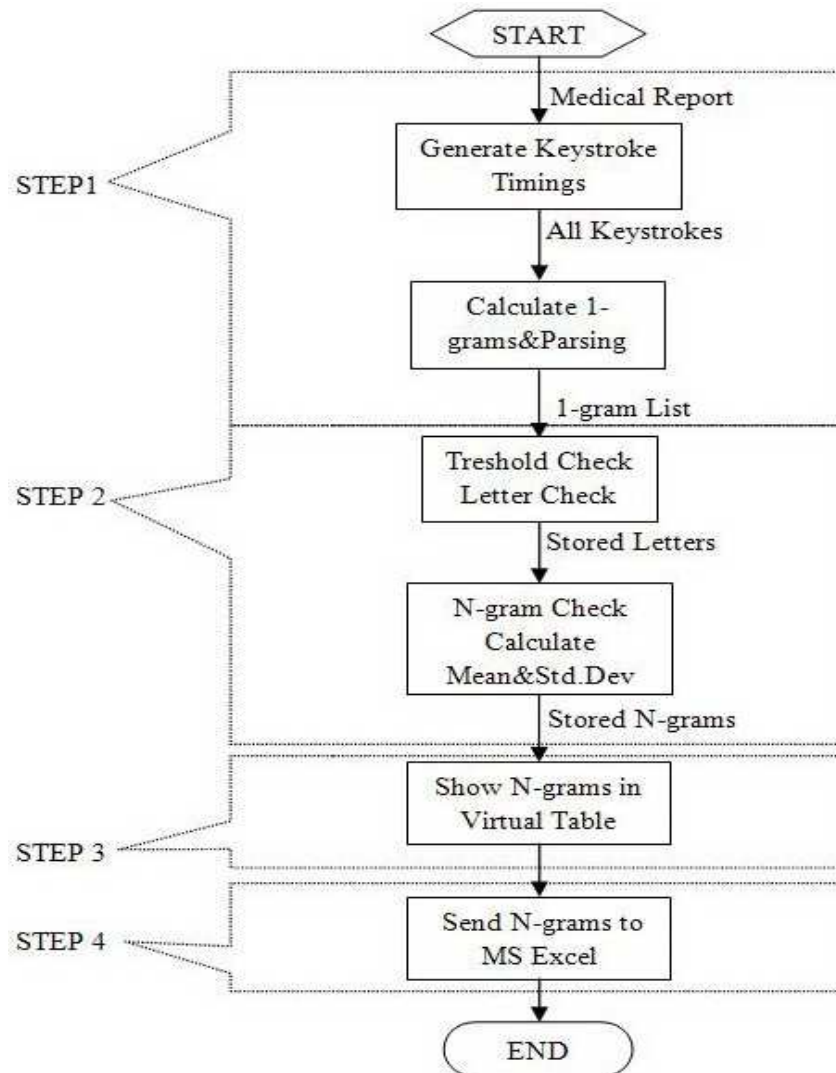 START
Medical Report
Generate Keystroke
Timings
STEP1
All Keystrokes
Calculate 1-
grams&Parsing
1-gram List
Treshold Check
Letter Check
STEP 2
Stored Letters
N-gram Check
Calculate
Mean&Std.Dev
Stored N-grams
Show N-grams in
Virtual Table
STEP 3
Send N-grams to
MS Excel
STEP 4
END